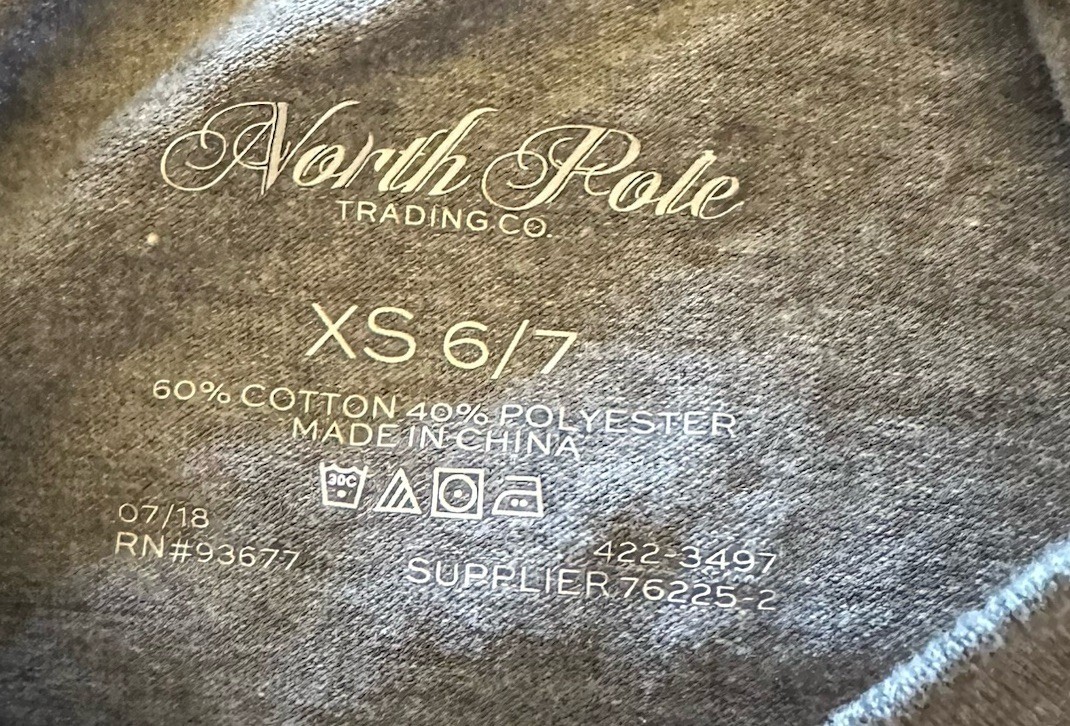 North Pole
TRADING CO.
XS 6/7
60% COTTON 40% POLYESTER
MADE IN CHINA
30C
07/18
RN#93677
422-3497
SUPPLIER 76225-2